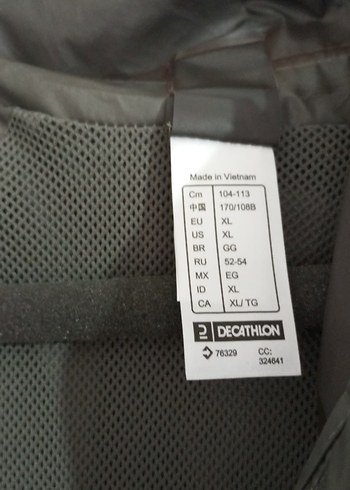 Made in Vietnam
Cm 104-113
中国 170/108B
EU XL
US XL
BR GG
RU 52-54
MX EG
ID XL
CA XL/TG
DECATHLON
76329 CC:
324641